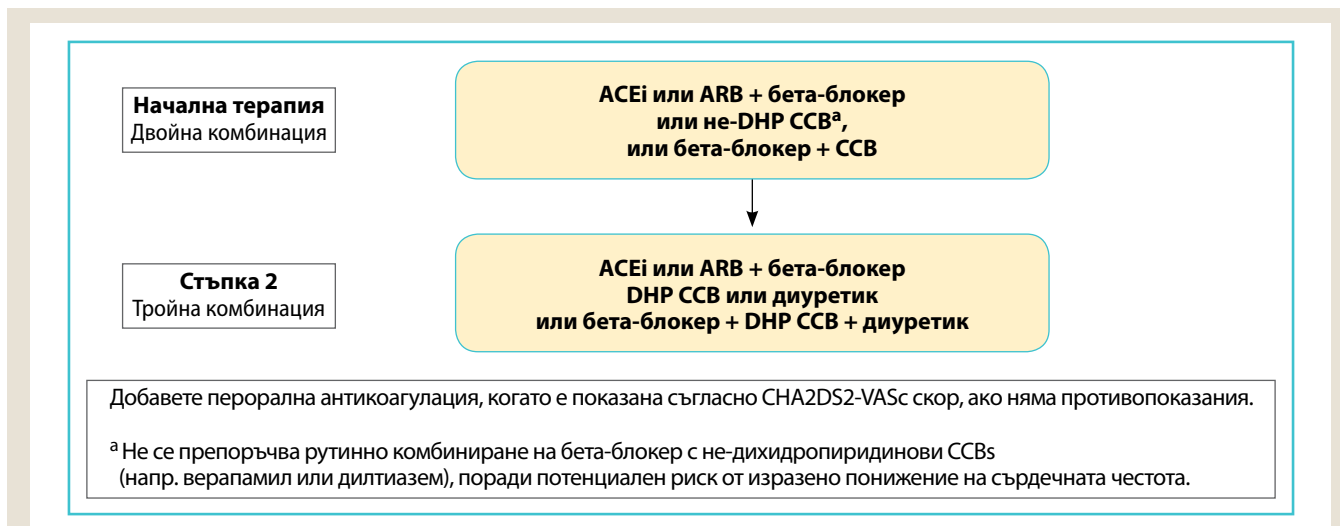 Начална терапия
Двойна комбинация
ACEi или ARB + бета-блокер
или не-DHP CCBᵃ,
или бета-блокер + CCB
Стъпка 2
Тройна комбинация
ACEi или ARB + бета-блокер
DHP CCB или диуретик
или бета-блокер + DHP CCB + диуретик
Добавете перорална антикоагулация, когато е показана съгласно CHA2DS2-VASc скор, ако няма противопоказания.
ᵃ Не се препоръчва рутинно комбиниране на бета-блокер с не-дихидропиридинови CCBs
(напр. верапамил или дилтиазем), поради потенциален риск от изразено понижение на сърдечната честота.